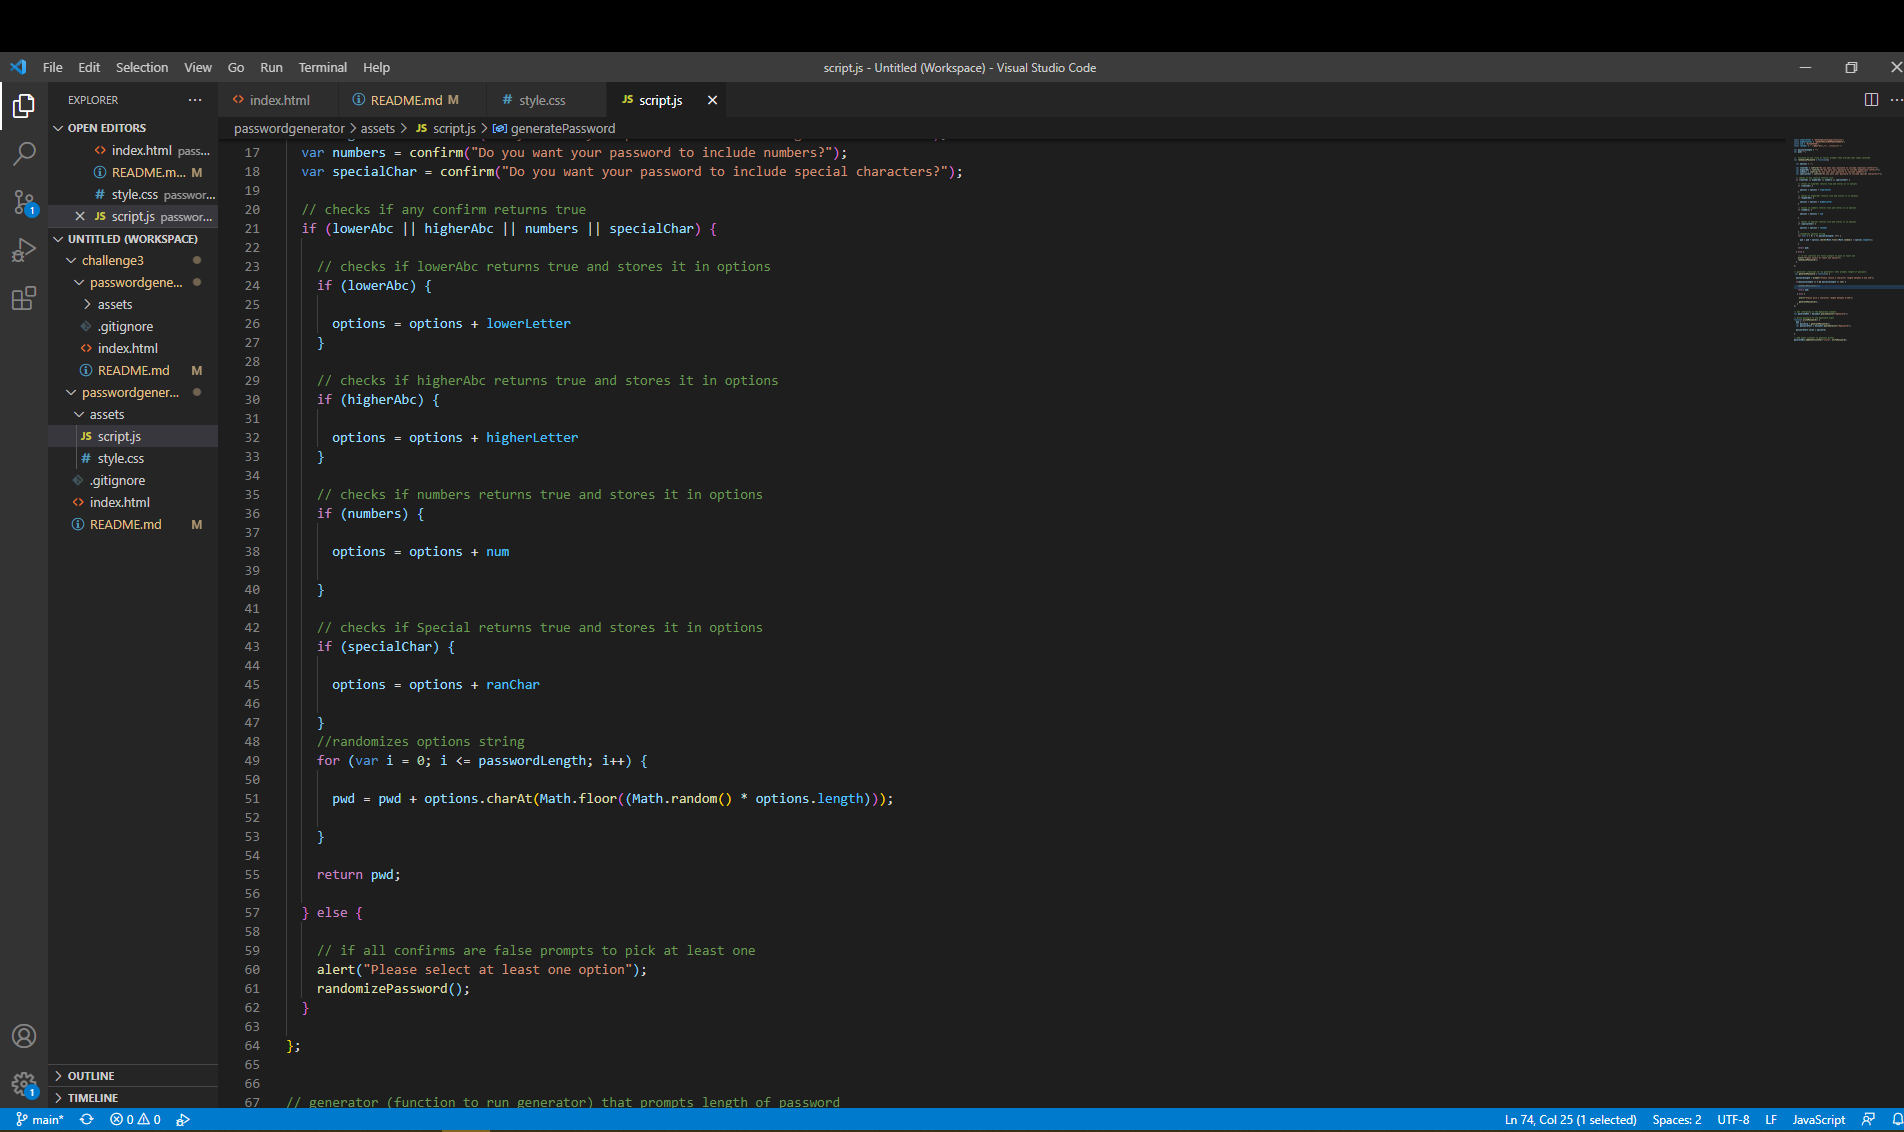 File Edit Selection View Go Run Terminal Help
script.js - Untitled (Workspace) - Visual Studio Code
EXPLORER
OPEN EDITORS
index.html pass...
README.m... M
style.css passwor...
JS script.js passwor...
UNTITLED (WORKSPACE)
challenge3
passwordgene...
assets
.gitignore
index.html
README.md M
passwordgener...
assets
JS script.js
# style.css
.gitignore
index.html
README.md M
OUTLINE
TIMELINE
index.html
README.md M
# style.css
JS script.js
passwordgenerator > assets > JS script.js > generatePassword
17 var numbers = confirm("Do you want your password to include numbers?");
18 var specialChar = confirm("Do you want your password to include special characters?");
19
20 // checks if any confirm returns true
21 if (lowerAbc || higherAbc || numbers || specialChar) {
22
23 // checks if lowerAbc returns true and stores it in options
24 if (lowerAbc) {
25
26 options = options + lowerLetter
27 }
28
29 // checks if higherAbc returns true and stores it in options
30 if (higherAbc) {
31
32 options = options + higherLetter
33 }
34
35 // checks if numbers returns true and stores it in options
36 if (numbers) {
37
38 options = options + num
39
40 }
41
42 // checks if Special returns true and stores it in options
43 if (specialChar) {
44
45 options = options + ranChar
46
47 }
48 //randomizes options string
49 for (var i = 0; i <= passwordLength; i++) {
50
51 pwd = pwd + options.charAt(Math.floor((Math.random() * options.length)));
52
53 }
54
55 return pwd;
56
57 } else {
58
59 // if all confirms are false prompts to pick at least one
60 alert("Please select at least one option");
61 randomizePassword();
62 }
63
64 };
65
66
67 // generator (function to run generator) that prompts length of password
main* 0 0
Ln 74, Col 25 (1 selected) Spaces: 2 UTF-8 LF JavaScript